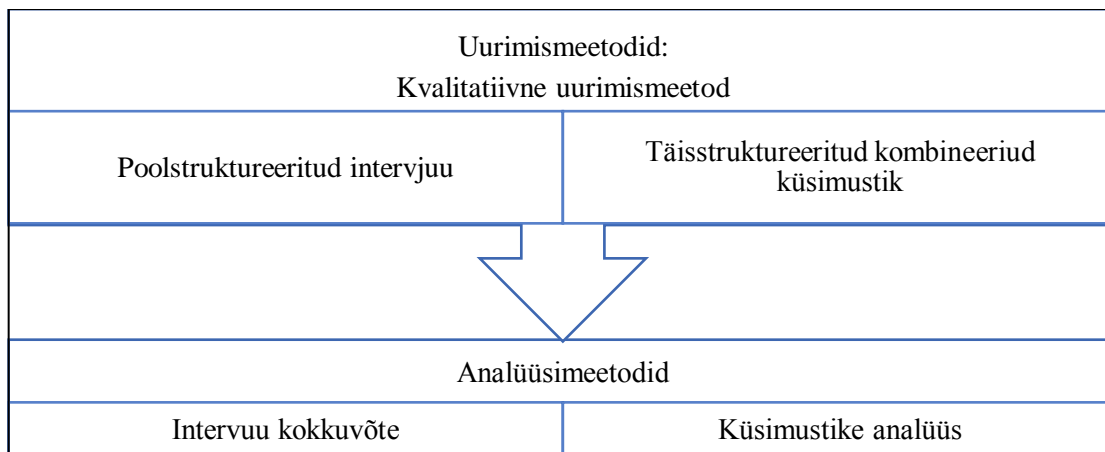 Uurimismeetodid:
Kvalitatiivne uurimismeetod
Poolstruktureeritud intervjuu
Täisstruktureeritud kombineeriud
küsimustik
Analüüsimeetodid
Intervuu kokkuvõte
Küsimustike analüüs